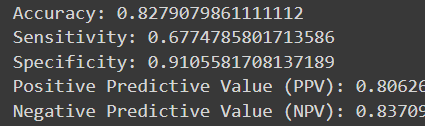 Accuracy: 0.8279079861111112
Sensitivity: 0.6774785801713586
Specificity: 0.9105581708137189
Positive Predictive Value (PPV): 0.80626
Negative Predictive Value (NPV): 0.83709